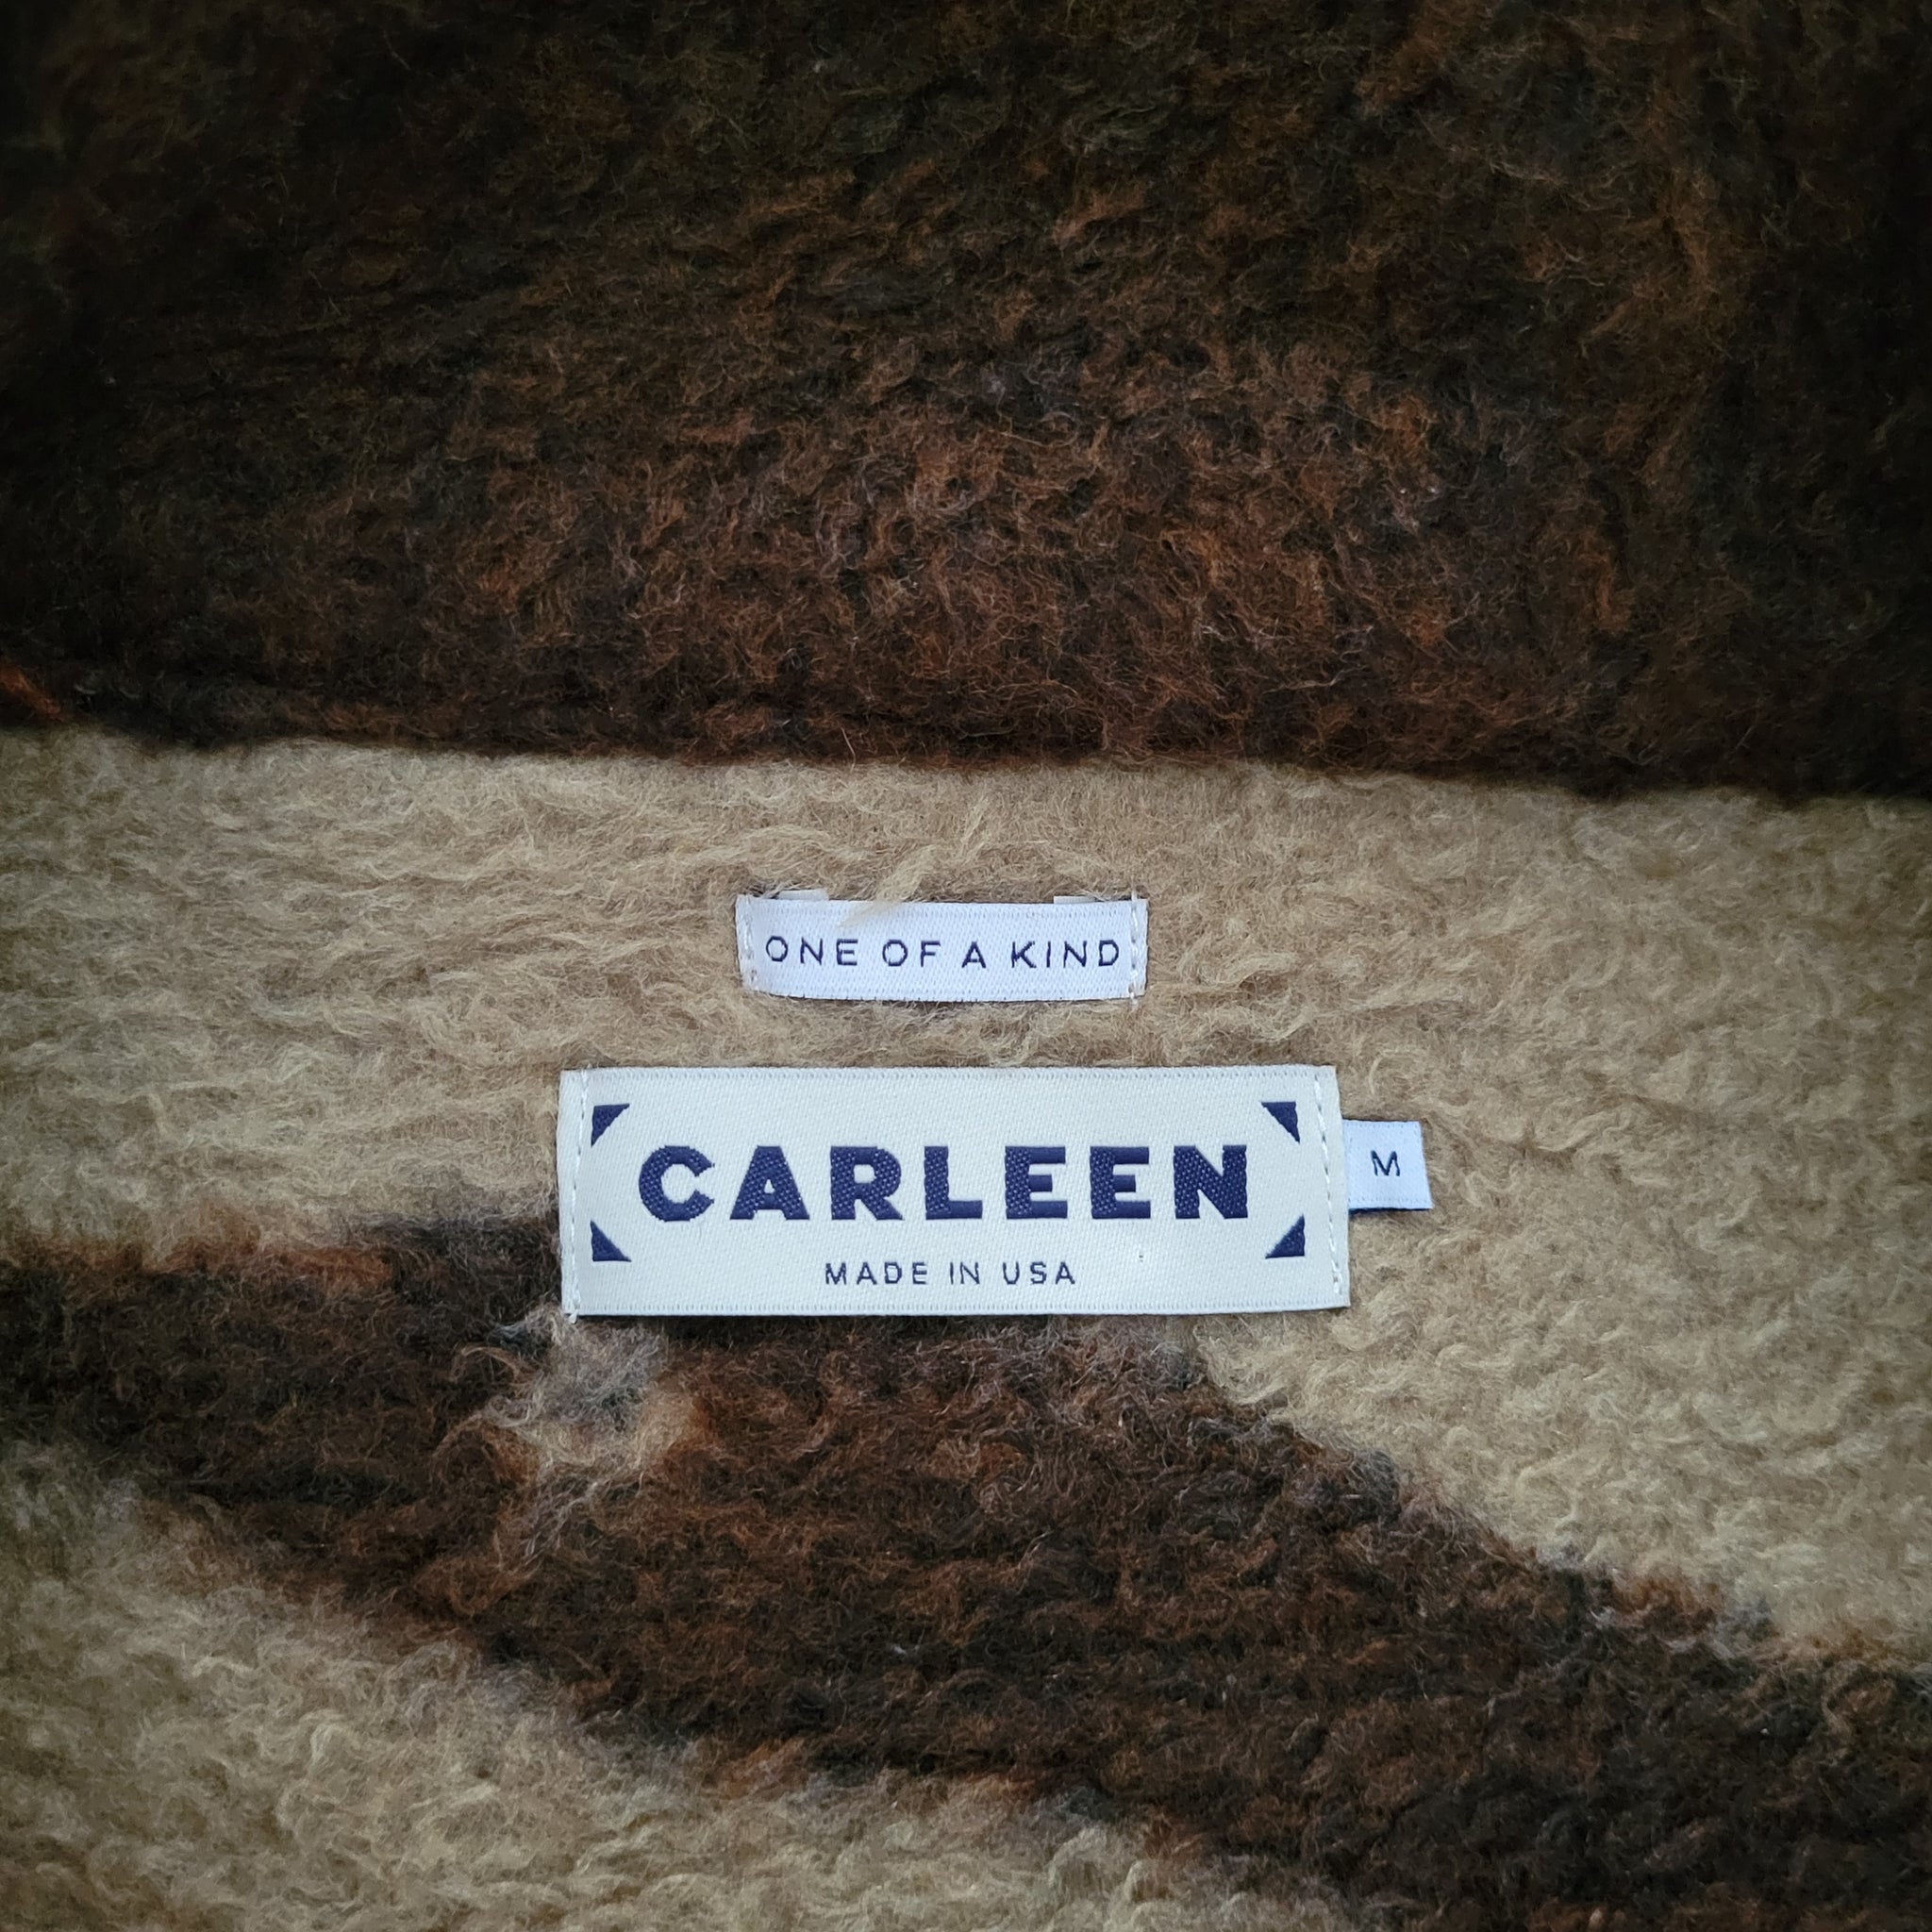 ONE OF A KIND
CARLEEN
M
MADE IN USA